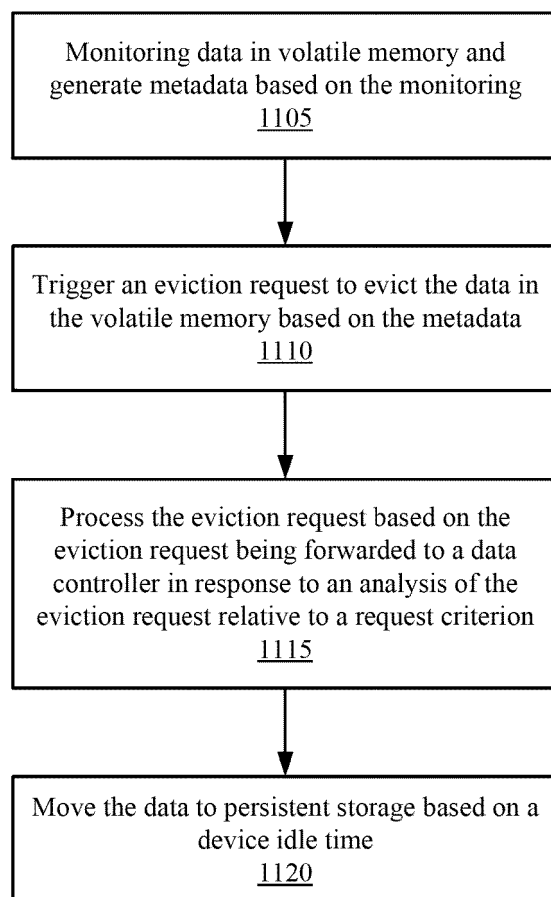 Monitoring data in volatile memory and
generate metadata based on the monitoring
1105
Trigger an eviction request to evict the data in
the volatile memory based on the metadata
1110
Process the eviction request based on the
eviction request being forwarded to a data
controller in response to an analysis of the
eviction request relative to a request criterion
1115
Move the data to persistent storage based on a
device idle time
1120